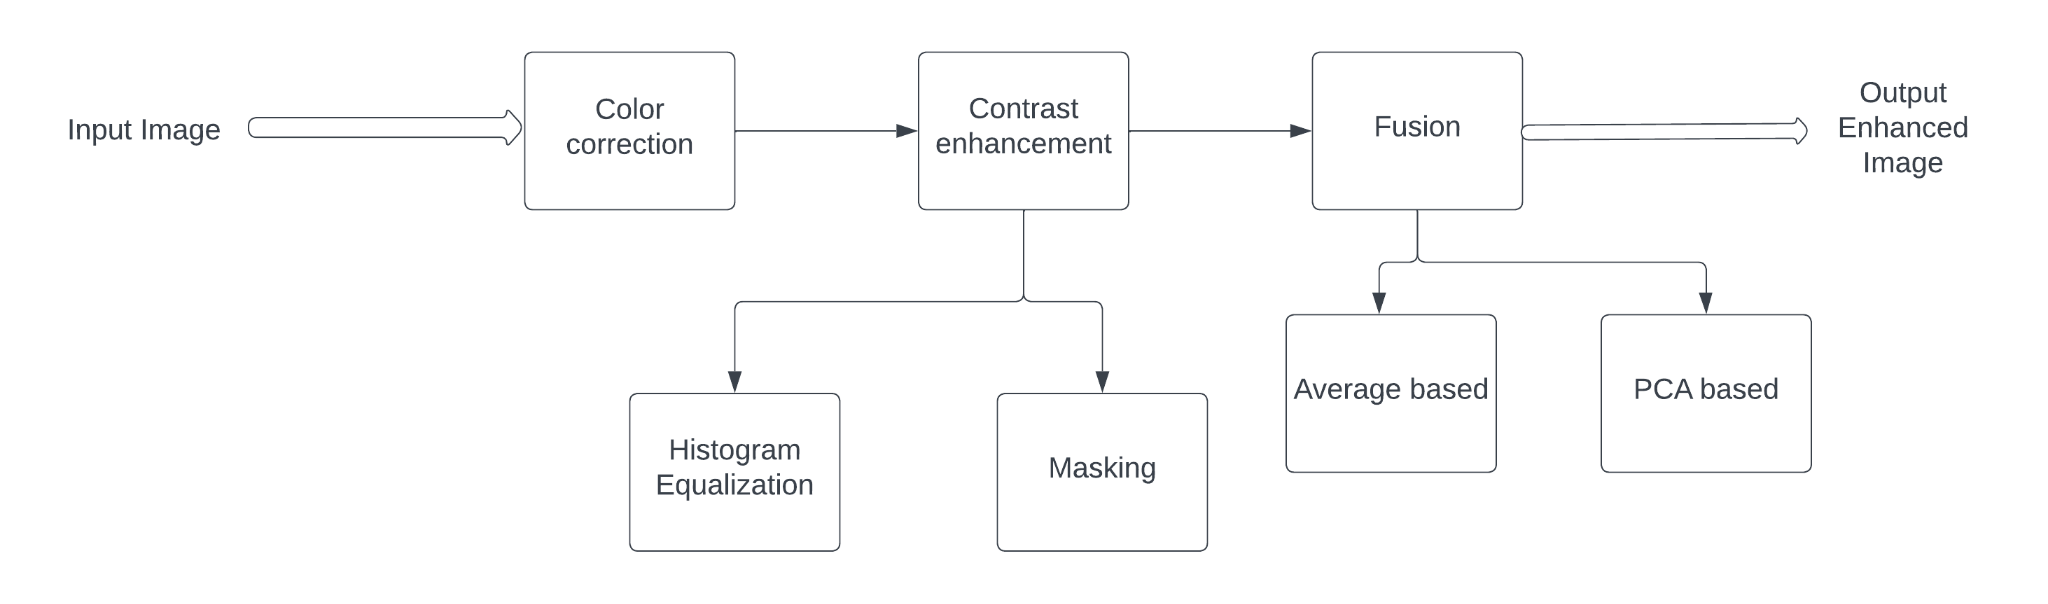 Input Image
Color
correction
Contrast
enhancement
Fusion
Output
Enhanced
Image
Histogram
Equalization
Masking
Average based
PCA based